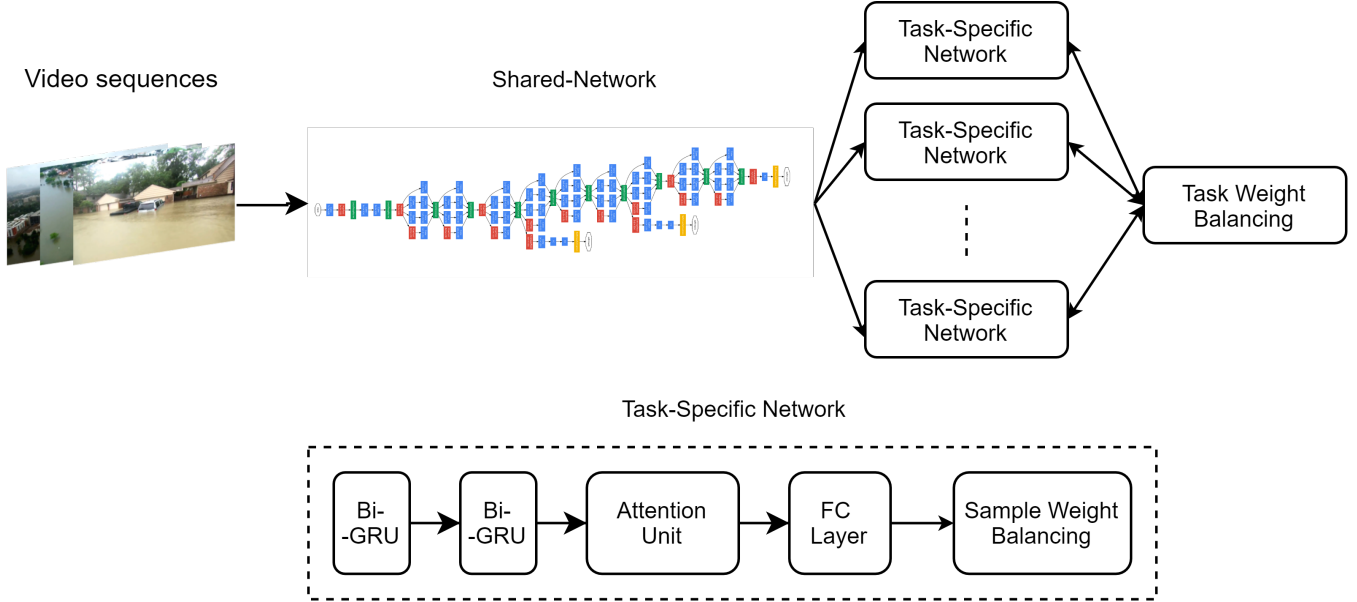 Video sequences
Shared-Network
Task-Specific
Network
Task-Specific
Network
Task-Specific
Network
Task Weight
Balancing
Task-Specific Network
Bi-
-GRU
Bi-
-GRU
Attention
Unit
FC
Layer
Sample Weight
Balancing